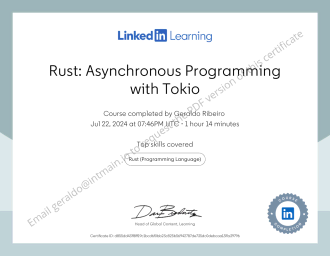 LinkedIn Learning
Rust: Asynchronous Programming
with Tokio
Course completed by Geraldo Ribeiro
Jul 22, 2024 at 07:46PM UTC · 1 hour 14 minutes
Top skills covered
Rust (Programming Language)
Email geraldo@intmain.io to request a PDF version of this certificate
Head of Global Content, Learning
Certificate ID:
COURSE
COMPLETION
in